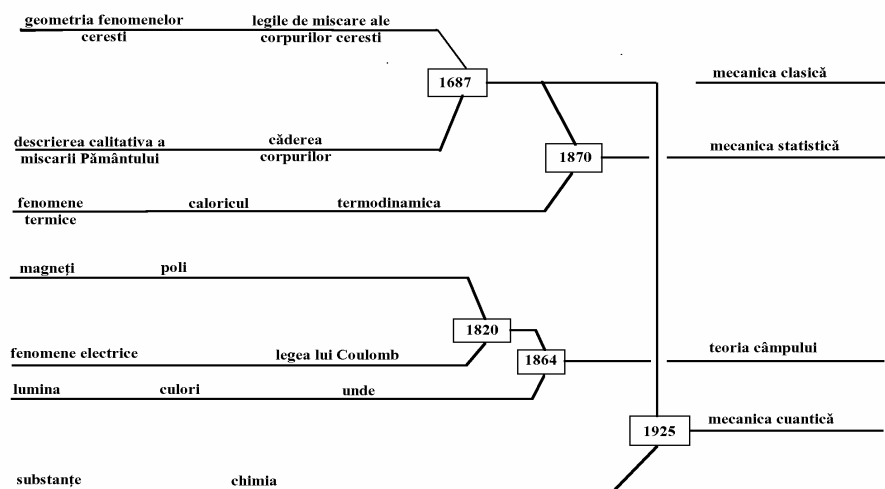 geometria fenomenelor
ceresti
legile de miscare ale
corpurilor ceresti
1687
mecanica clasică
descrierea calitativa a
miscarii Pământului
căderea
corpurilor
1870
mecanica statistică
fenomene
termice
caloricul
termodinamica
magneți
poli
1820
fenomene electrice
legea lui Coulomb
1864
teoria câmpului
lumina
culori
unde
1925
mecanica cuantică
substanțe
chimia